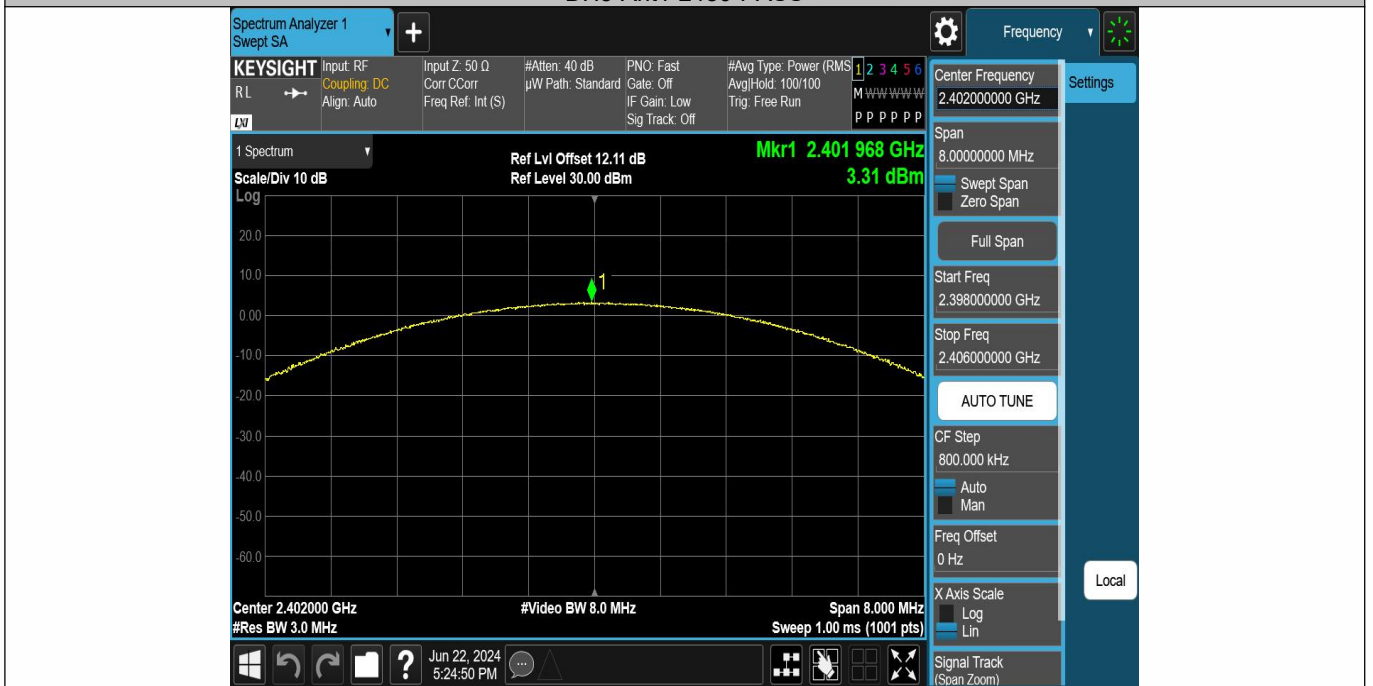 Spectrum Analyzer 1
Swept SA
+
Frequency
KEYSIGHT
RL
LXI
Input: RF
Coupling: DC
Align: Auto
Input Z: 50 Ω
Corr CCorr
Freq Ref: Int (S)
#Atten: 40 dB
µW Path: Standard
PNO: Fast
Gate: Off
IF Gain: Low
Sig Track: Off
#Avg Type: Power (RMS
Avg|Hold: 100/100
Trig: Free Run
1 2 3 4 5 6
M W W W W W
P P P P P P
1 Spectrum
Scale/Div 10 dB
Ref Lvl Offset 12.11 dB
Ref Level 30.00 dBm
Mkr1 2.401 968 GHz
3.31 dBm
Log
20.0
10.0
0.00
-10.0
-20.0
-30.0
-40.0
-50.0
-60.0
1
Center 2.402000 GHz
#Res BW 3.0 MHz
#Video BW 8.0 MHz
Span 8.000 MHz
Sweep 1.00 ms (1001 pts)
Center Frequency
2.402000000 GHz
Settings
Span
8.00000000 MHz
Swept Span
Zero Span
Full Span
Start Freq
2.398000000 GHz
Stop Freq
2.406000000 GHz
AUTO TUNE
CF Step
800.000 kHz
Auto
Man
Freq Offset
0 Hz
Local
X Axis Scale
Log
Lin
Signal Track
(Span Zoom)
?
Jun 22, 2024
5:24:50 PM